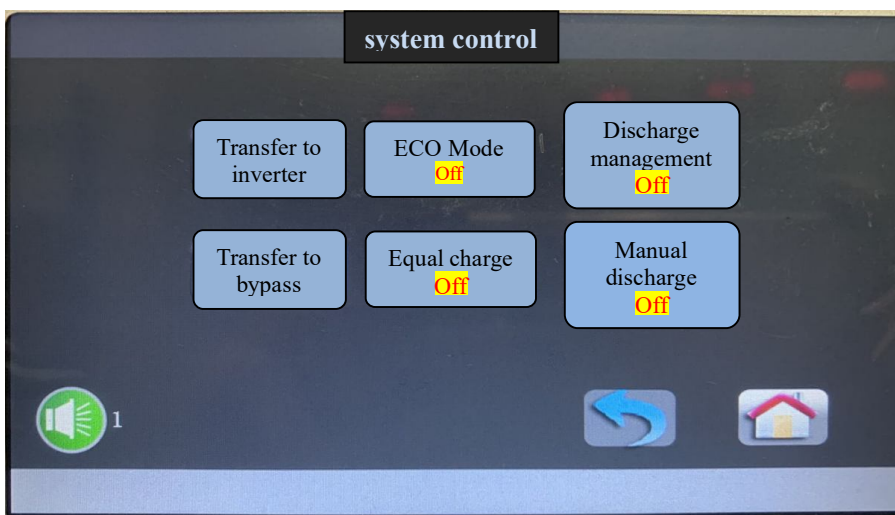 system control
Transfer to
inverter
ECO Mode
Off
Discharge
management
Off
Transfer to
bypass
Equal charge
Off
Manual
discharge
Off
1